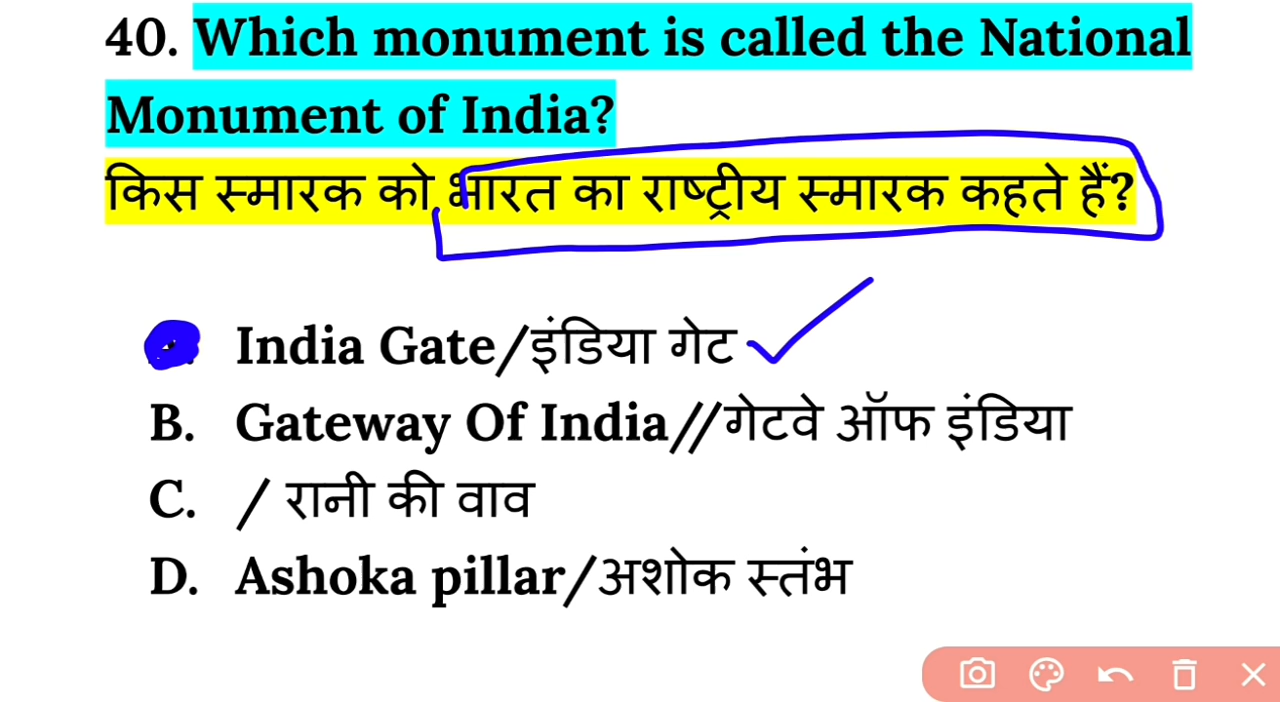 40. Which monument is called the National
Monument of India?
किस स्मारक को भारत का राष्ट्रीय स्मारक कहते हैं?
India Gate/इंडिया गेट
B. Gateway Of India//गेटवे ऑफ इंडिया
C. / रानी की वाव
D. Ashoka pillar/अशोक स्तंभ